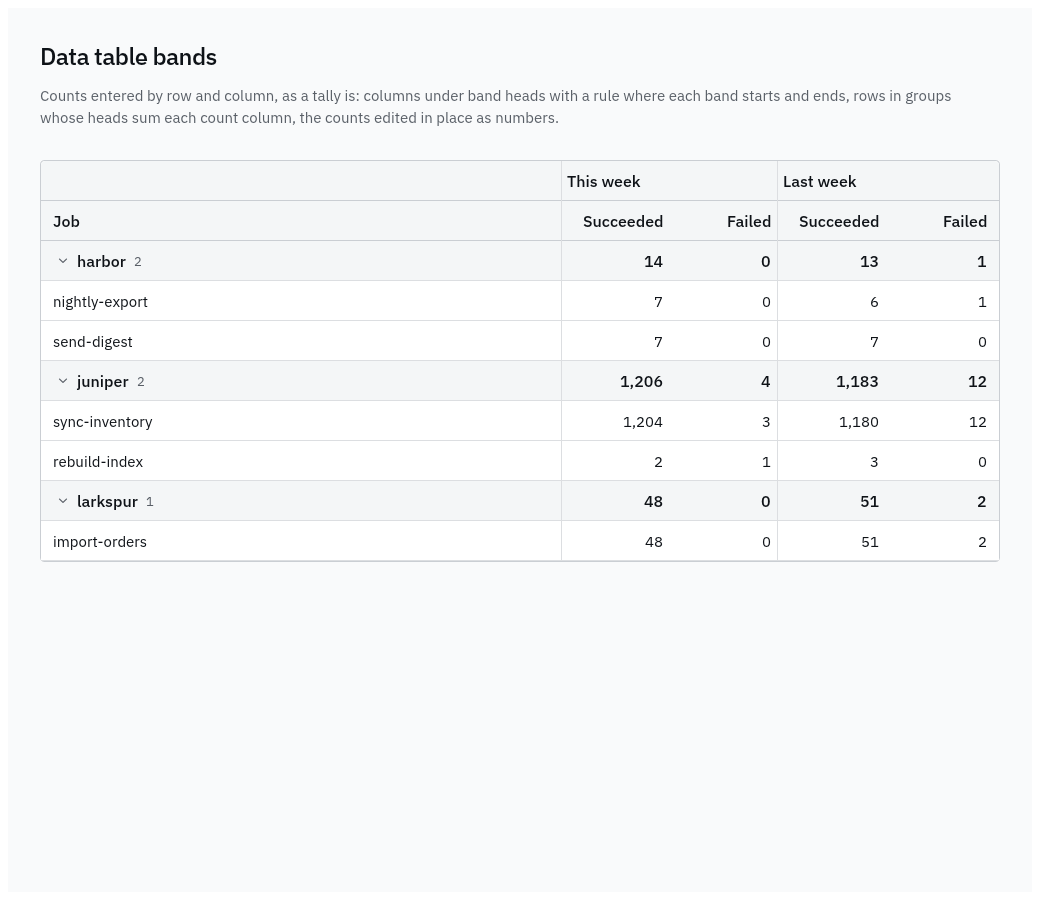 Data table bands
Counts entered by row and column, as a tally is: columns under band heads with a rule where each band starts and ends, rows in groups
whose heads sum each count column, the counts edited in place as numbers.
This week Last week
Job Succeeded Failed Succeeded Failed
harbor 2 14 0 13 1
nightly-export 7 0 6 1
send-digest 7 0 7 0
juniper 2 1,206 4 1,183 12
sync-inventory 1,204 3 1,180 12
rebuild-index 2 1 3 0
larkspur 1 48 0 51 2
import-orders 48 0 51 2